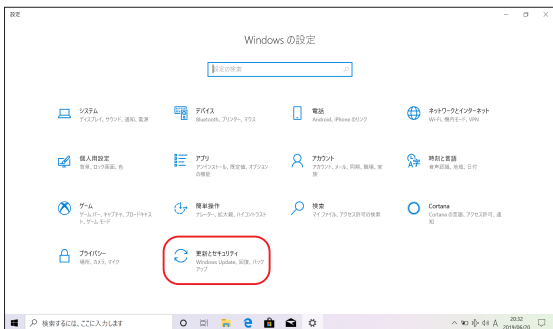 設定
Windows の設定
設定の検索
システム
ディスプレイ、サウンド、通知、電源
デバイス
Bluetooth、プリンター、マウス
電話
Android, iPhone のリンク
ネットワークとインターネット
Wi-Fi、機内モード、VPN
個人用設定
背景、ロック画面、色
アプリ
アンインストール、既定値、オプション
の機能
アカウント
アカウント、メール、同期、職場、家
族
時刻と言語
音声認識、地域、日付
ゲーム
ゲーム バー、キャプチャ、ブロードキャス
ト、ゲーム モード
簡単操作
ナレーター、拡大鏡、ハイコントラスト
検索
マイ ファイル、アクセス許可の検索
Cortana
Cortana の言語、アクセス許可、通
知
プライバシー
場所、カメラ、マイク
更新とセキュリティ
Windows Update、回復、バック
アップ
検索するには、ここに入力します
A
20:32
2019/06/20